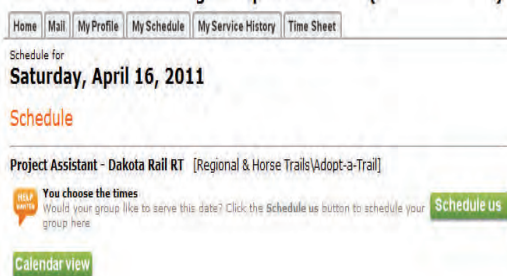 Home Mail My Profile My Schedule My Service History Time Sheet
Schedule for
Saturday, April 16, 2011
Schedule
Project Assistant - Dakota Rail RT [Regional & Horse Trails\Adopt-a-Trail]
HELP WANTED
You choose the times
Would your group like to serve this date? Click the Schedule us button to schedule your
group here
Schedule us
Calendar view